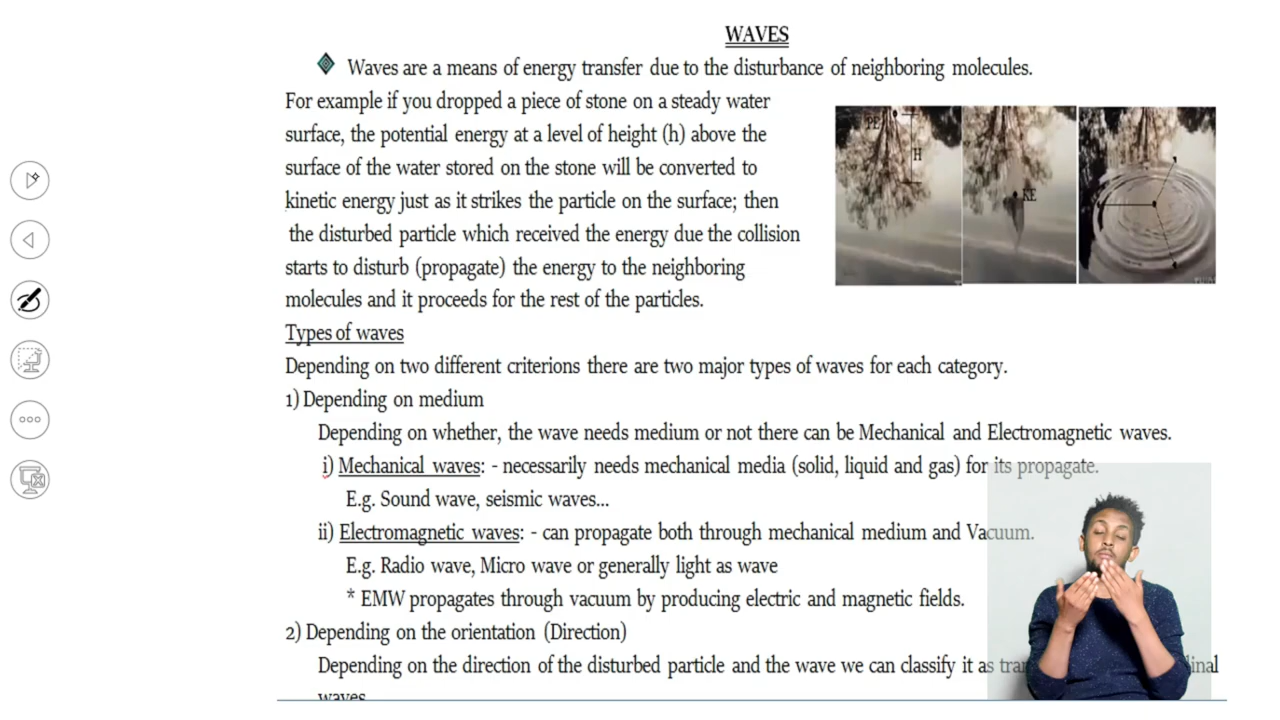 WAVES
Waves are a means of energy transfer due to the disturbance of neighboring molecules.
For example if you dropped a piece of stone on a steady water
surface, the potential energy at a level of height (h) above the
surface of the water stored on the stone will be converted to
kinetic energy just as it strikes the particle on the surface; then
the disturbed particle which received the energy due the collision
starts to disturb (propagate) the energy to the neighboring
molecules and it proceeds for the rest of the particles.
PE
H
KE
Types of waves
Depending on two different criterions there are two major types of waves for each category.
1) Depending on medium
Depending on whether, the wave needs medium or not there can be Mechanical and Electromagnetic waves.
i) Mechanical waves: - necessarily needs mechanical media (solid, liquid and gas) for its propagate.
E.g. Sound wave, seismic waves...
ii) Electromagnetic waves: - can propagate both through mechanical medium and Vacuum.
E.g. Radio wave, Micro wave or generally light as wave
* EMW propagates through vacuum by producing electric and magnetic fields.
2) Depending on the orientation (Direction)
Depending on the direction of the disturbed particle and the wave we can classify it as
waves